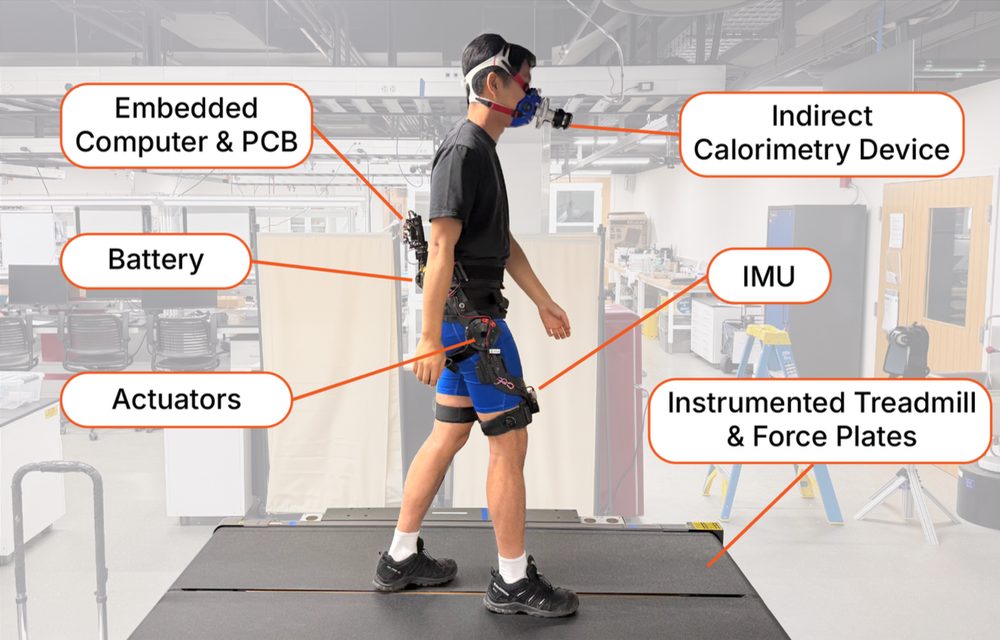 Embedded
Computer & PCB
Indirect
Calorimetry Device
Battery
IMU
Actuators
Instrumented Treadmill
& Force Plates